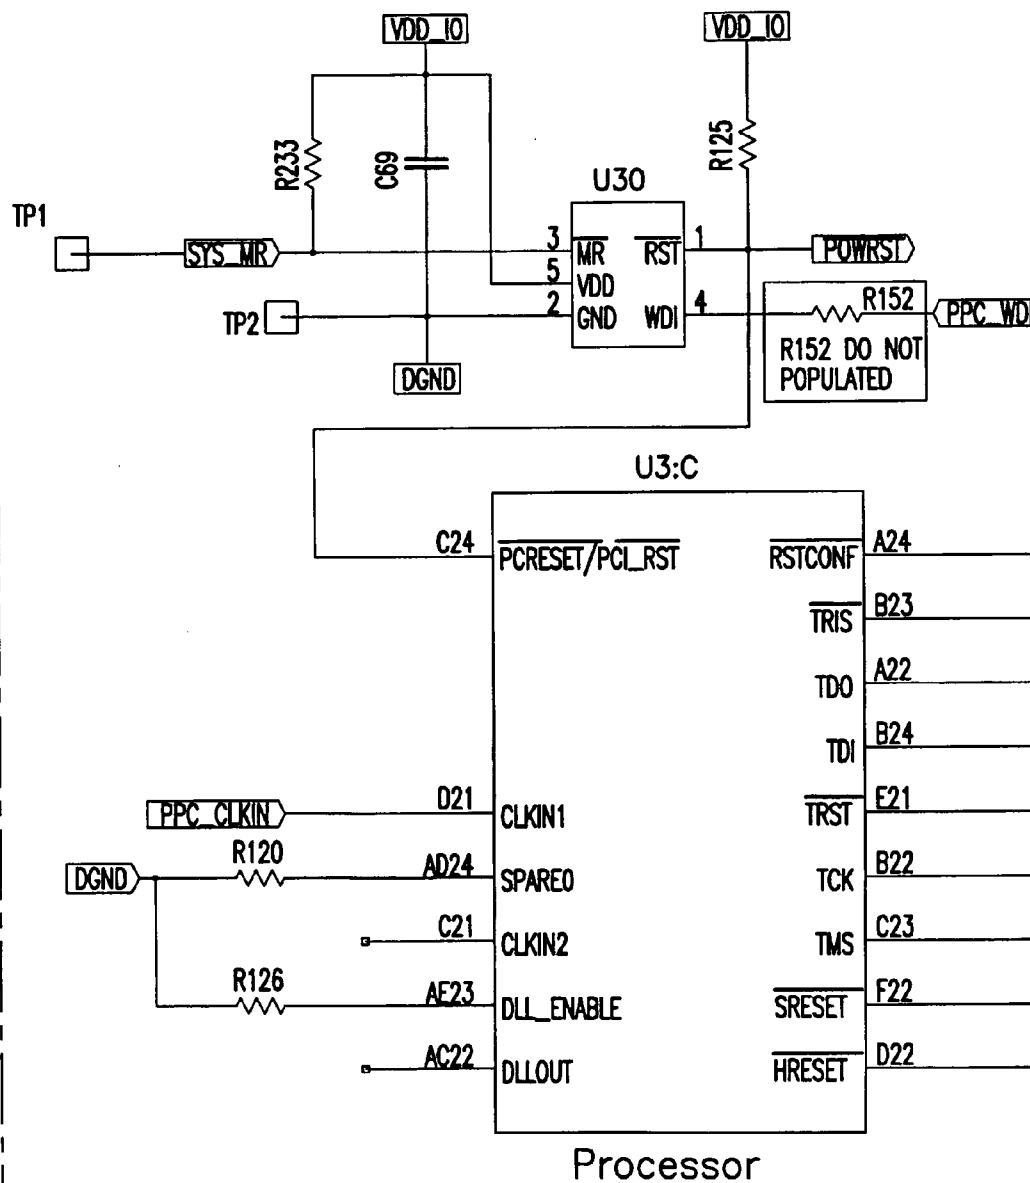 VDD_IO
VDD_IO
R233
C69
R125
U30
TP1
SYS_MR
3
MR
RST
1
POWRST
5
VDD
TP2
2
GND
WDI
4
R152
PPC_WD
R152 DO NOT
POPULATED
DGND
U3:C
C24
PCRESET/PCI_RST
RSTCONF
A24
TRIS
B23
TDO
A22
TDI
B24
PPC_CLKIN
D21
CLKIN1
TRST
E21
R120
DGND
AD24
SPARE0
TCK
B22
C21
CLKIN2
TMS
C23
R126
AE23
DLL_ENABLE
SRESET
F22
AC22
DLLOUT
HRESET
D22
Processor